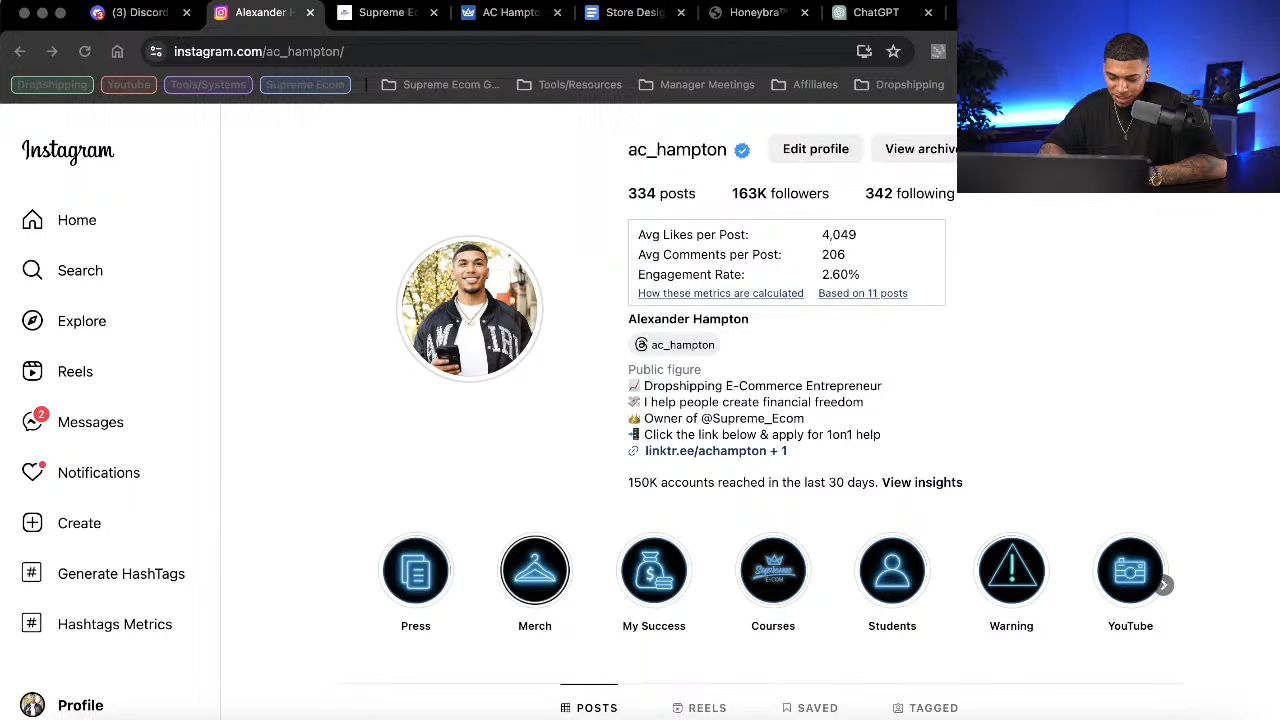 (3) Discord
Alexander H
Supreme Ec
AC Hampto
Store Desig
Honeybra™
ChatGPT
instagram.com/ac_hampton/
Dropshipping
Youtube
Tools/Systems
Supreme Ecom
Supreme Ecom G...
Tools/Resources
Manager Meetings
Affiliates
Dropshipping
Instagram
Home
Search
Explore
Reels
2
Messages
Notifications
Create
Generate HashTags
Hashtags Metrics
Profile
ac_hampton
Edit profile
View archiv
334 posts
163K followers
342 following
Avg Likes per Post: 4,049
Avg Comments per Post: 206
Engagement Rate: 2.60%
How these metrics are calculated Based on 11 posts
Alexander Hampton
ac_hampton
Public figure
📈 Dropshipping E-Commerce Entrepreneur
💸 I help people create financial freedom
👑 Owner of @Supreme_Ecom
📲 Click the link below & apply for 1on1 help
linktr.ee/achampton + 1
150K accounts reached in the last 30 days. View insights
Supreme
E-COM
Press
Merch
My Success
Courses
Students
Warning
YouTube
POSTS
REELS
SAVED
TAGGED